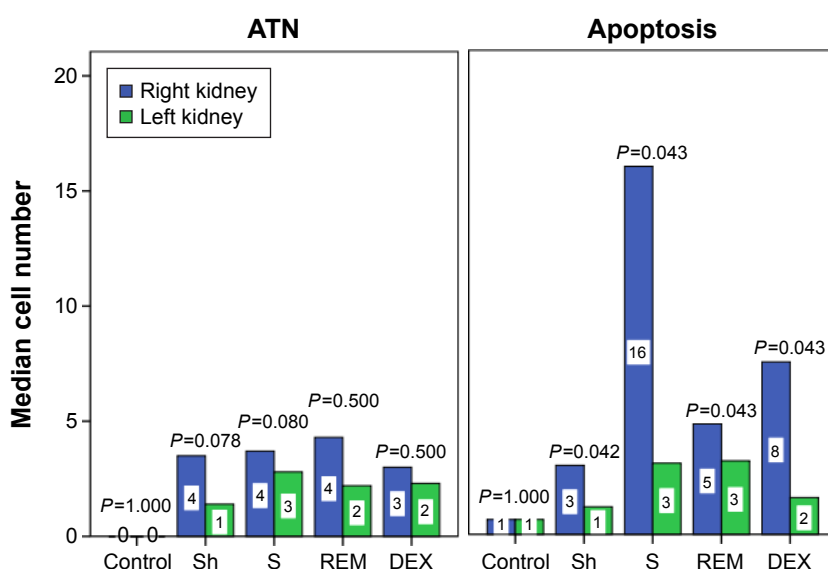 ATN
Apoptosis
Median cell number
20
15
10
5
0
Right kidney
Left kidney
P=1.000
P=0.078
P=0.080
P=0.500
P=0.500
0 0
4 1
4 3
4 2
3 2
Control Sh S REM DEX
P=1.000
P=0.042
P=0.043
P=0.043
P=0.043
1 1
3 1
16 3
5 3
8 2
Control Sh S REM DEX